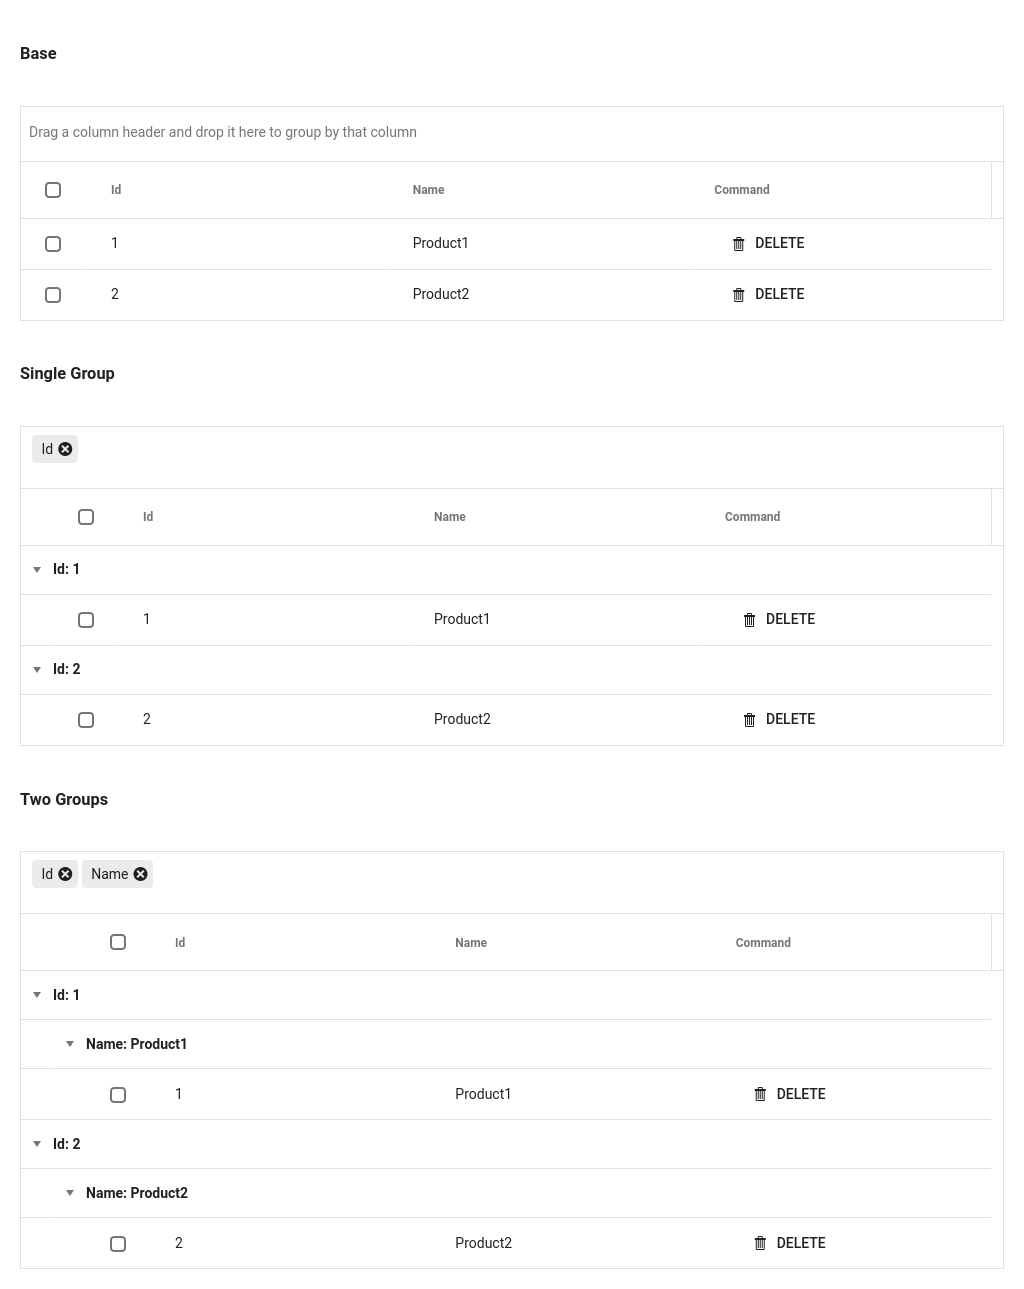 Base
Drag a column header and drop it here to group by that column
Id Name Command
1 Product1 DELETE
2 Product2 DELETE
Single Group
Id
Id Name Command
Id: 1
1 Product1 DELETE
Id: 2
2 Product2 DELETE
Two Groups
Id Name
Id Name Command
Id: 1
Name: Product1
1 Product1 DELETE
Id: 2
Name: Product2
2 Product2 DELETE